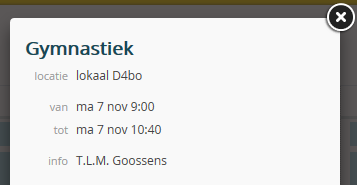 Gymnastiek
locatie lokaal D4bo
van ma 7 nov 9:00
tot ma 7 nov 10:40
info T.L.M. Goossens